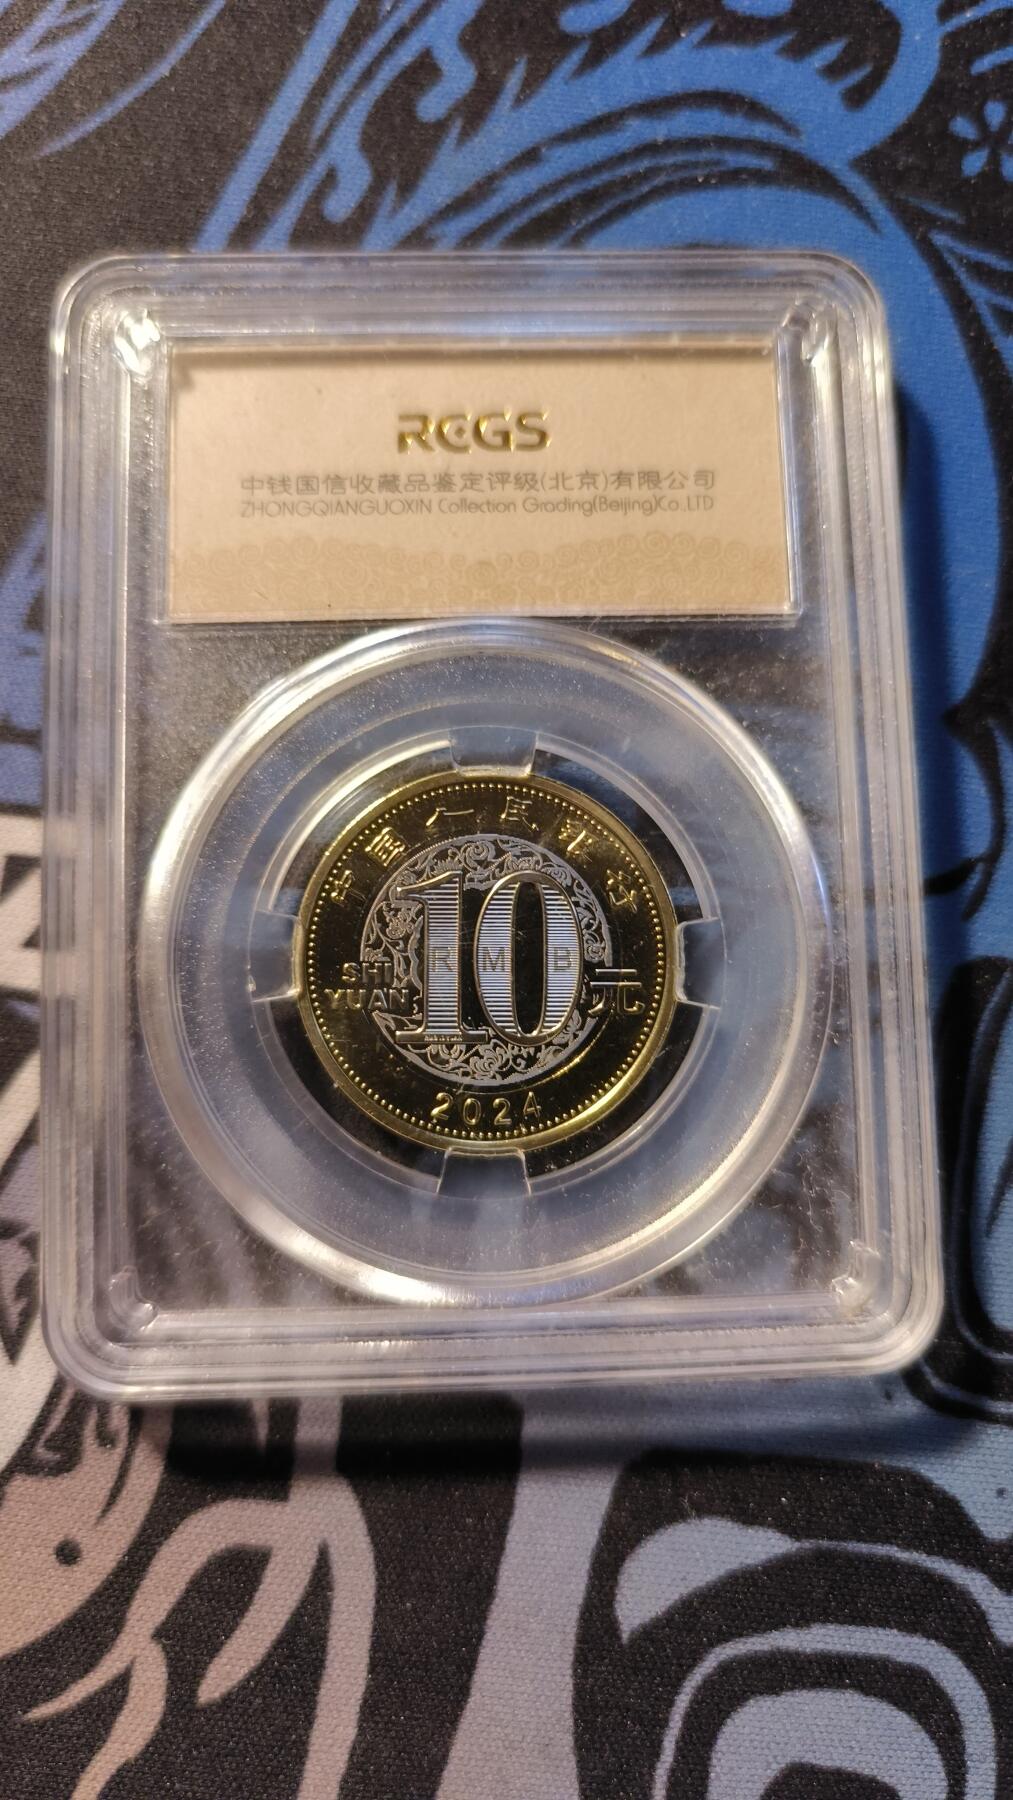 RCGS
中钱国信收藏品鉴定评级(北京)有限公司
ZHONGQIANGUOXIN Collection Grading(Beijing)Co.,LTD
中国人民银行
10
RMB
SHI
YUAN
元
2024